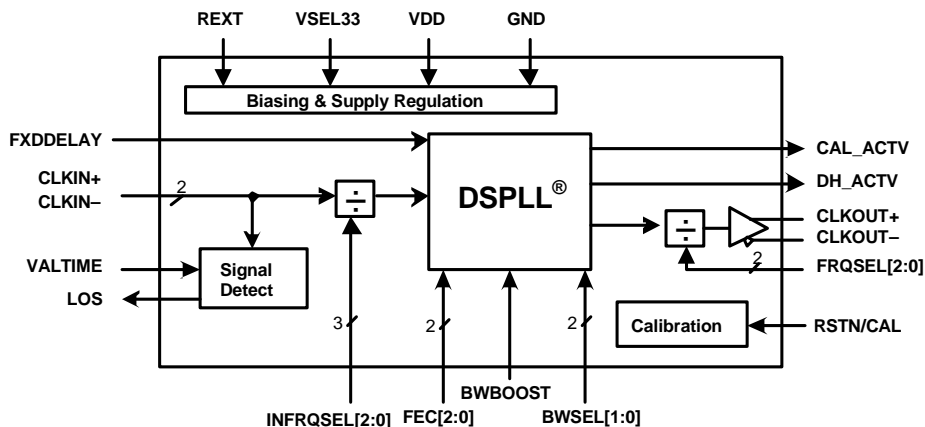 REXT VSEL33 VDD GND
Biasing & Supply Regulation
FXDDELAY
CAL_ACTV
CLKIN+
CLKIN–
2
÷
DSPLL®
DH_ACTV
÷
CLKOUT+
CLKOUT–
2
FRQSEL[2:0]
VALTIME
LOS
Signal
Detect
3
2
2
Calibration
RSTN/CAL
BWBOOST
INFRQSEL[2:0] FEC[2:0] BWSEL[1:0]